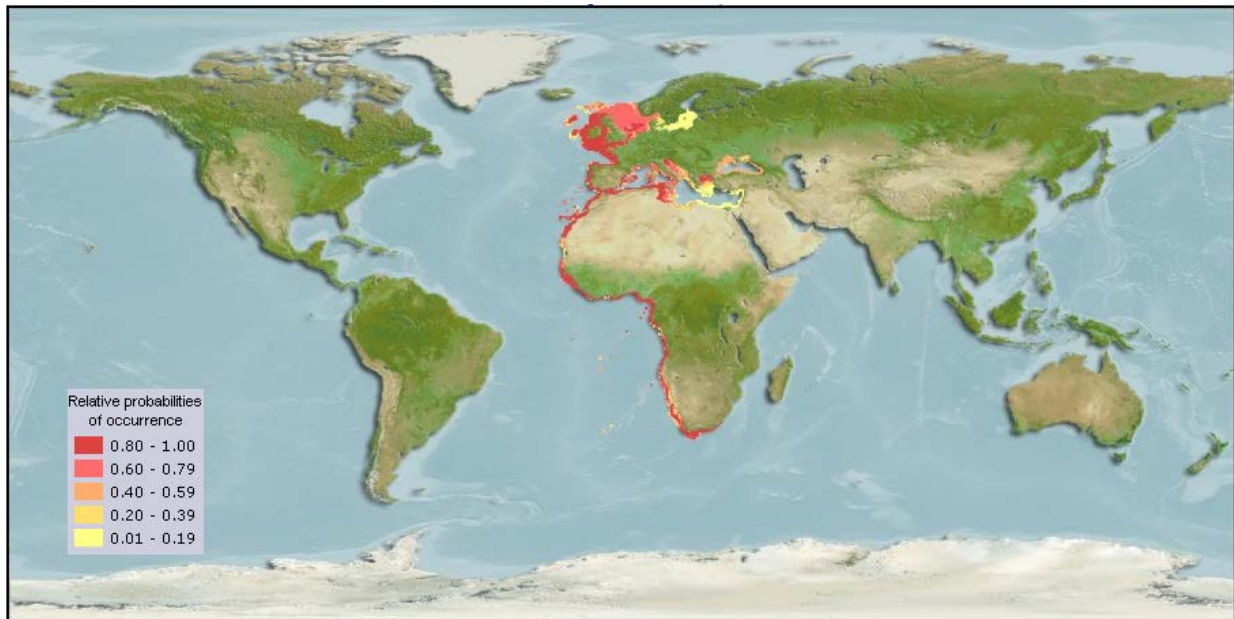 Relative probabilities
of occurrence
0.80 - 1.00
0.60 - 0.79
0.40 - 0.59
0.20 - 0.39
0.01 - 0.19